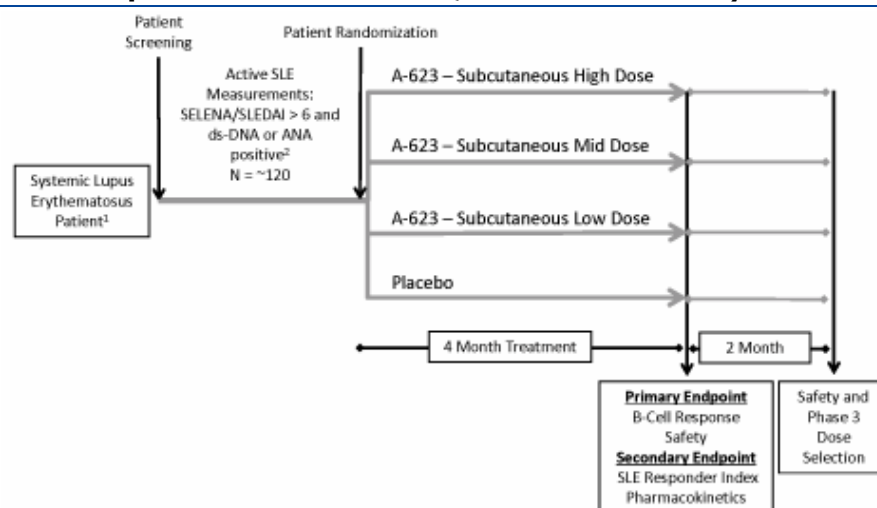 Patient
Screening
Patient Randomization
Active SLE
Measurements:
SELENA/SLEDAI > 6 and
ds-DNA or ANA
positive²
N = ~120
Systemic Lupus
Erythematosus
Patient¹
A-623 – Subcutaneous High Dose
A-623 – Subcutaneous Mid Dose
A-623 – Subcutaneous Low Dose
Placebo
4 Month Treatment
2 Month
Primary Endpoint
B-Cell Response
Safety
Secondary Endpoint
SLE Responder Index
Pharmacokinetics
Safety and
Phase 3
Dose
Selection